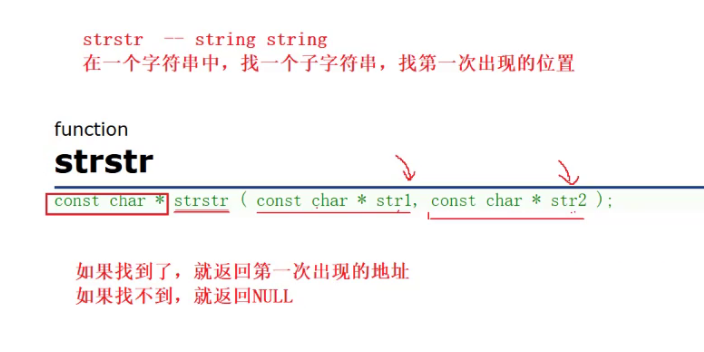 strstr -- string string
在一个字符串中，找一个子字符串，找第一次出现的位置
function
strstr
const char * strstr ( const char * str1, const char * str2 );
如果找到了，就返回第一次出现的地址
如果找不到，就返回NULL